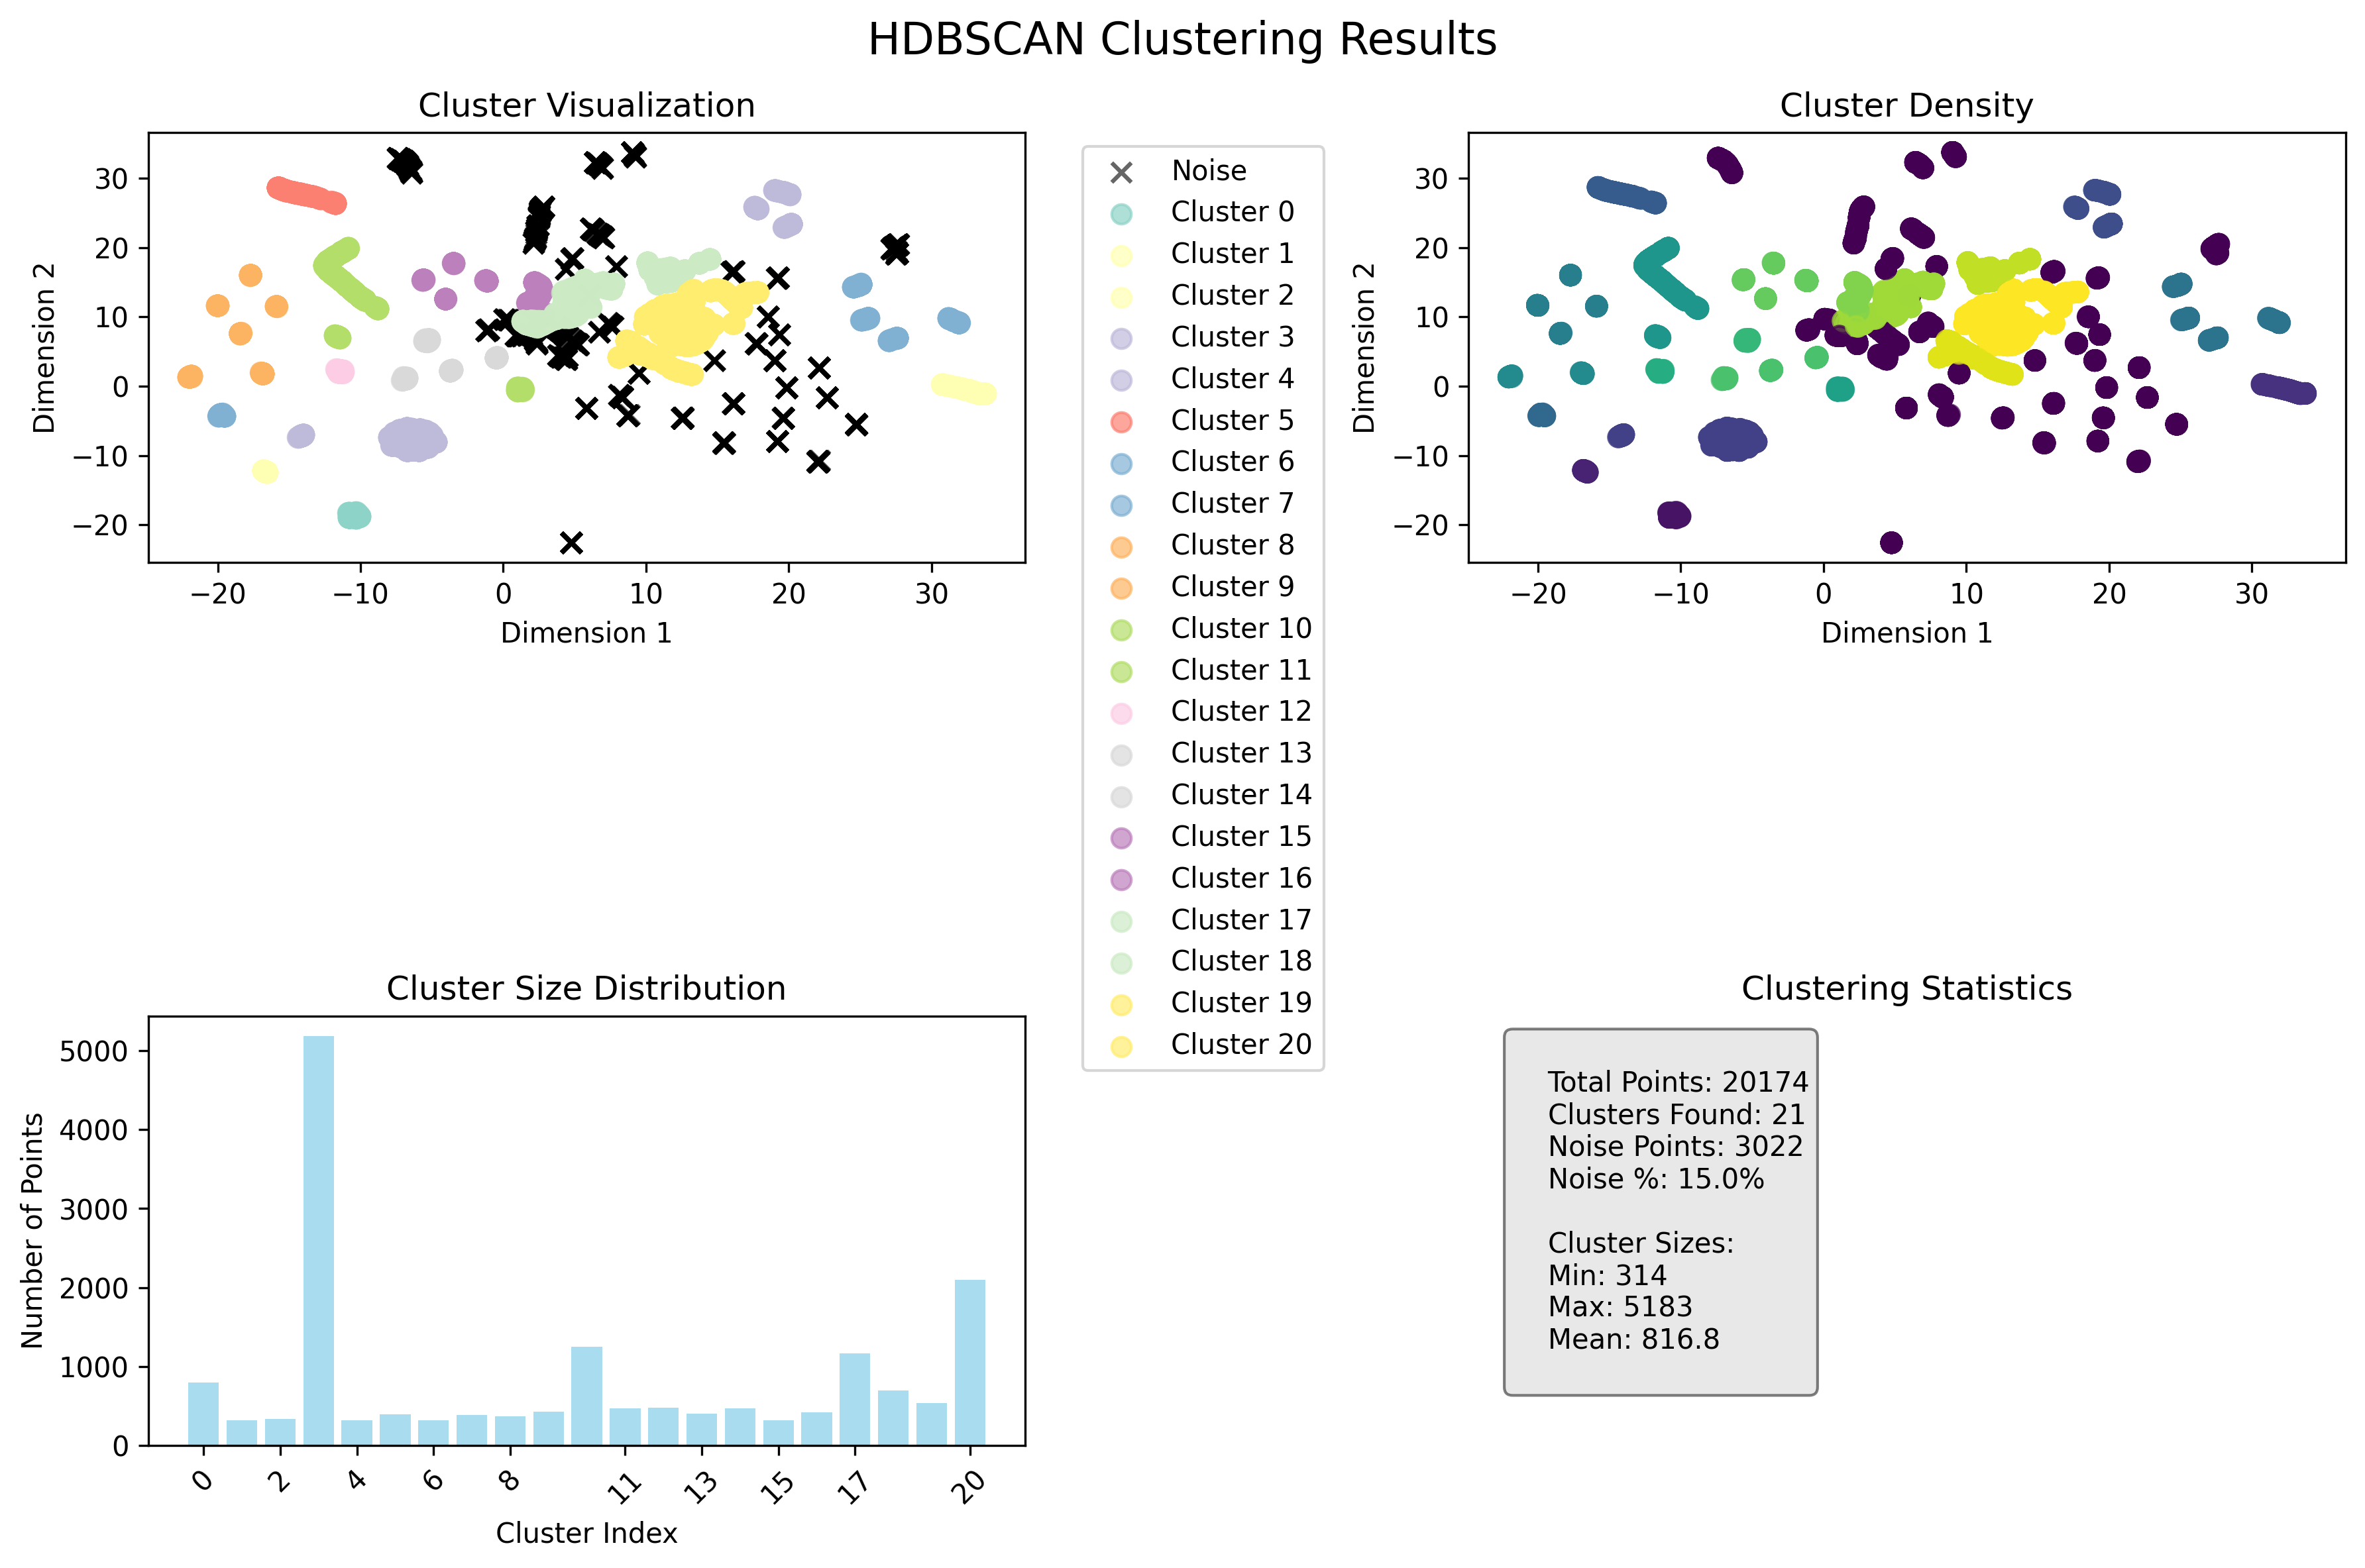 HDBSCAN Clustering Results
Cluster Visualization
30
20
10
0
−10
−20
−20
−10
0
10
20
30
Dimension 1
Dimension 2
Noise
Cluster 0
Cluster 1
Cluster 2
Cluster 3
Cluster 4
Cluster 5
Cluster 6
Cluster 7
Cluster 8
Cluster 9
Cluster 10
Cluster 11
Cluster 12
Cluster 13
Cluster 14
Cluster 15
Cluster 16
Cluster 17
Cluster 18
Cluster 19
Cluster 20
Cluster Density
30
20
10
0
−10
−20
−20
−10
0
10
20
30
Dimension 1
Dimension 2
Cluster Size Distribution
5000
4000
3000
2000
1000
0
0
2
4
6
8
11
13
15
17
20
Cluster Index
Number of Points
Clustering Statistics
Total Points: 20174
Clusters Found: 21
Noise Points: 3022
Noise %: 15.0%
Cluster Sizes:
Min: 314
Max: 5183
Mean: 816.8